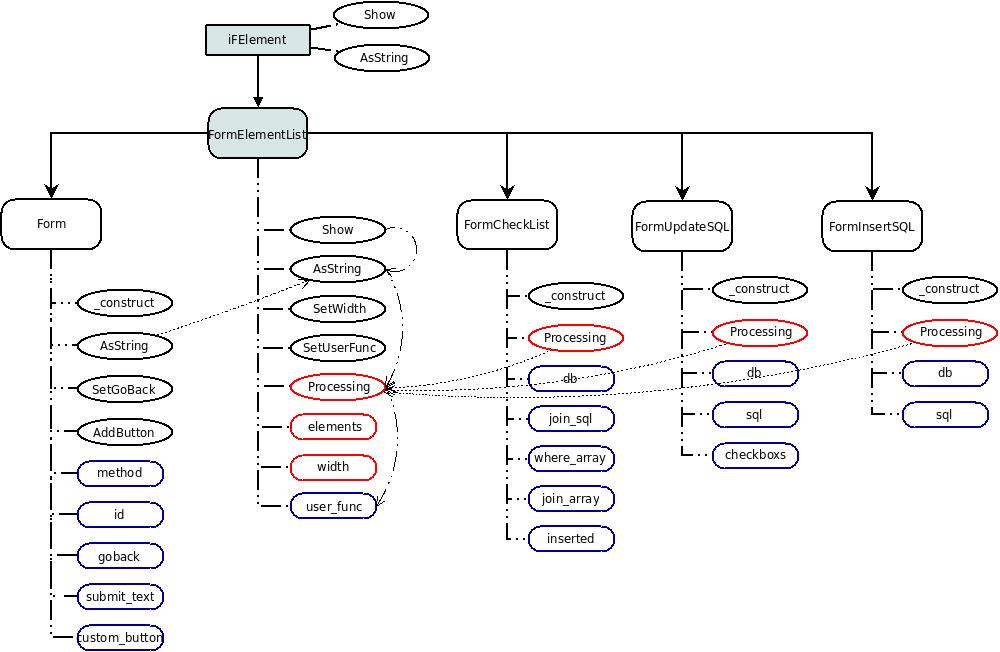 Show
iFElement
AsString
FormElementList
Form
_construct
AsString
SetGoBack
AddButton
method
id
goback
submit_text
custom_button
Show
AsString
SetWidth
SetUserFunc
Processing
elements
width
user_func
FormCheckList
_construct
Processing
db
join_sql
where_array
join_array
inserted
FormUpdateSQL
_construct
Processing
db
sql
checkboxs
FormInsertSQL
_construct
Processing
db
sql